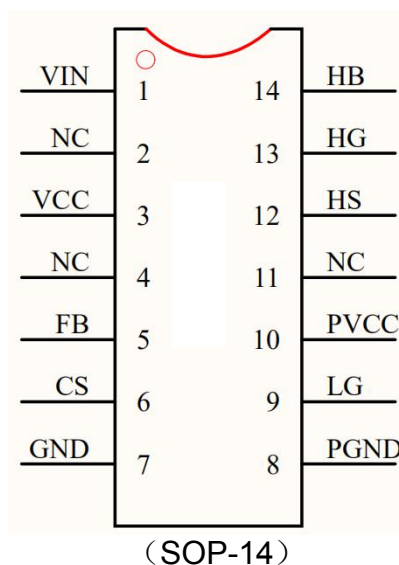 VIN 1 14 HB
NC 2 13 HG
VCC 3 12 HS
NC 4 11 NC
FB 5 10 PVCC
CS 6 9 LG
GND 7 8 PGND
（SOP-14）